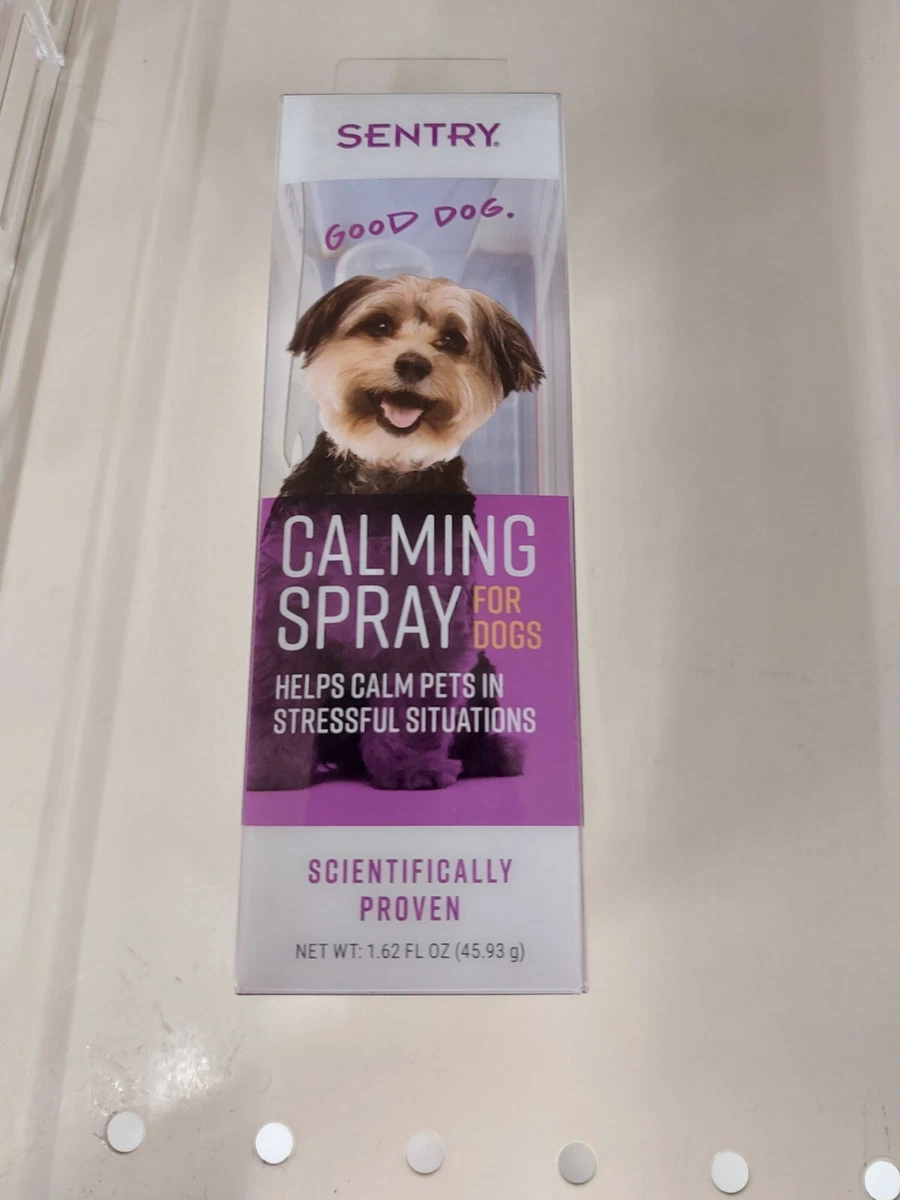 SENTRY®
GOOD DOG.
CALMING
SPRAY FOR DOGS
HELPS CALM PETS IN
STRESSFUL SITUATIONS
SCIENTIFICALLY
PROVEN
NET WT: 1.62 FL OZ (45.93 g)